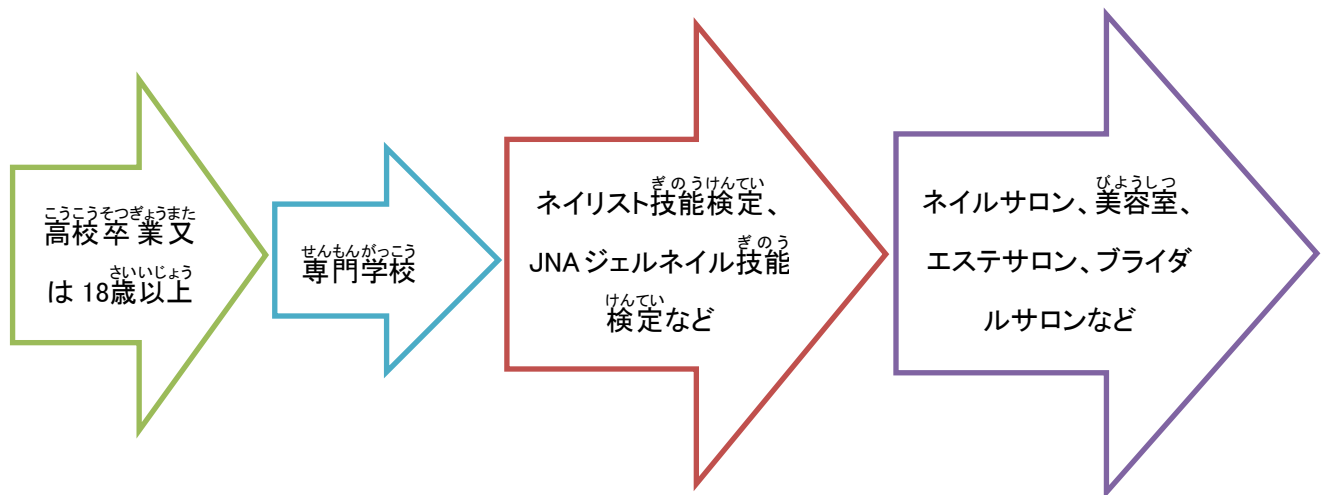 こうこうそつぎょうまた
高校卒業又
さいいじょう
は 18歳以上
せんもんがっこう
専門学校
ぎのうけんてい
ネイリスト技能検定、
ぎのう
JNAジェルネイル技能
けんてい
検定など
びようしつ
ネイルサロン、美容室、
エステサロン、ブライダ
ルサロンなど